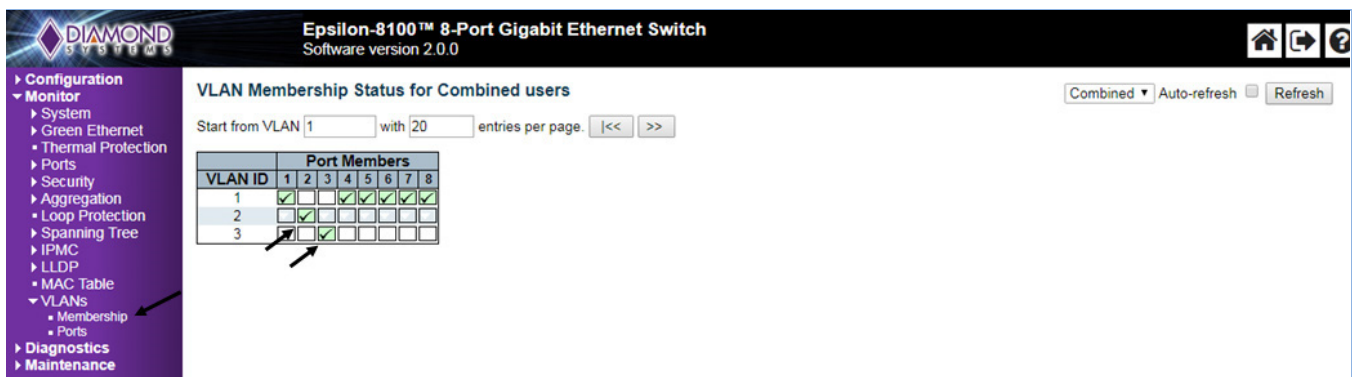 DIAMOND
SYSTEMS
Epsilon-8100™ 8-Port Gigabit Ethernet Switch
Software version 2.0.0
?
Configuration
Monitor
System
Green Ethernet
Thermal Protection
Ports
Security
Aggregation
Loop Protection
Spanning Tree
IPMC
LLDP
MAC Table
VLANs
Membership
Ports
Diagnostics
Maintenance
VLAN Membership Status for Combined users
Combined Auto-refresh Refresh
Start from VLAN 1 with 20 entries per page. |<< >>
Port Members
VLAN ID 1 2 3 4 5 6 7 8
1
2
3